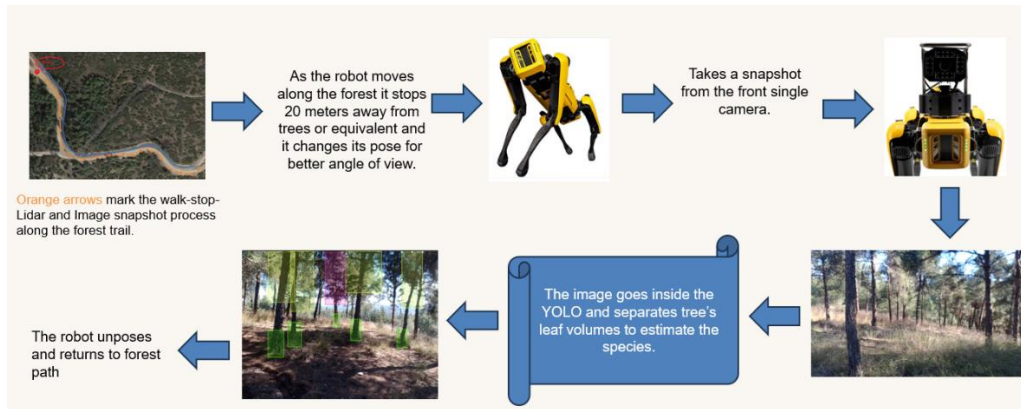 As the robot moves
along the forest it stops
20 meters away from
trees or equivalent and
it changes its pose for
better angle of view.
Takes a snapshot
from the front single
camera.
Orange arrows mark the walk-stop-
Lidar and Image snapshot process
along the forest trail.
The image goes inside the
YOLO and separates tree's
leaf volumes to estimate the
species.
The robot unposes
and returns to forest
path